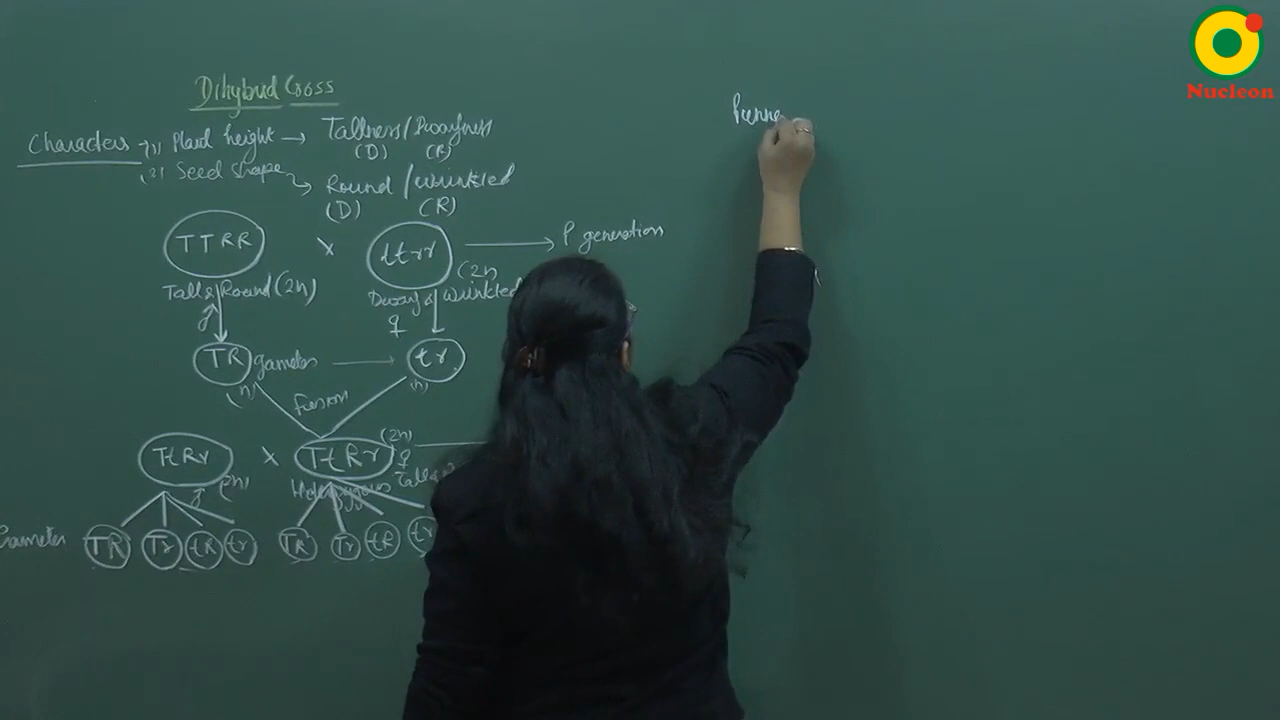 Nucleon
Dihybrid Cross
Characters → (1) Plant height → Tallness/Dwarfness
(D) (R)
(2) Seed shape → Round/Wrinkled
(D) (R)
TTRR × ttrr → P generation
Tall & Round (2n) (2n
Dwarf & Wrinkled
♂ ♀
TR gametes → tr
(n) (n)
fusion
TtRr × TtRr (2n)
♂ (2n) ♀
Heterozygous Tall &
Gametes TR Tr tR tr TR Tr tR tr
Punne